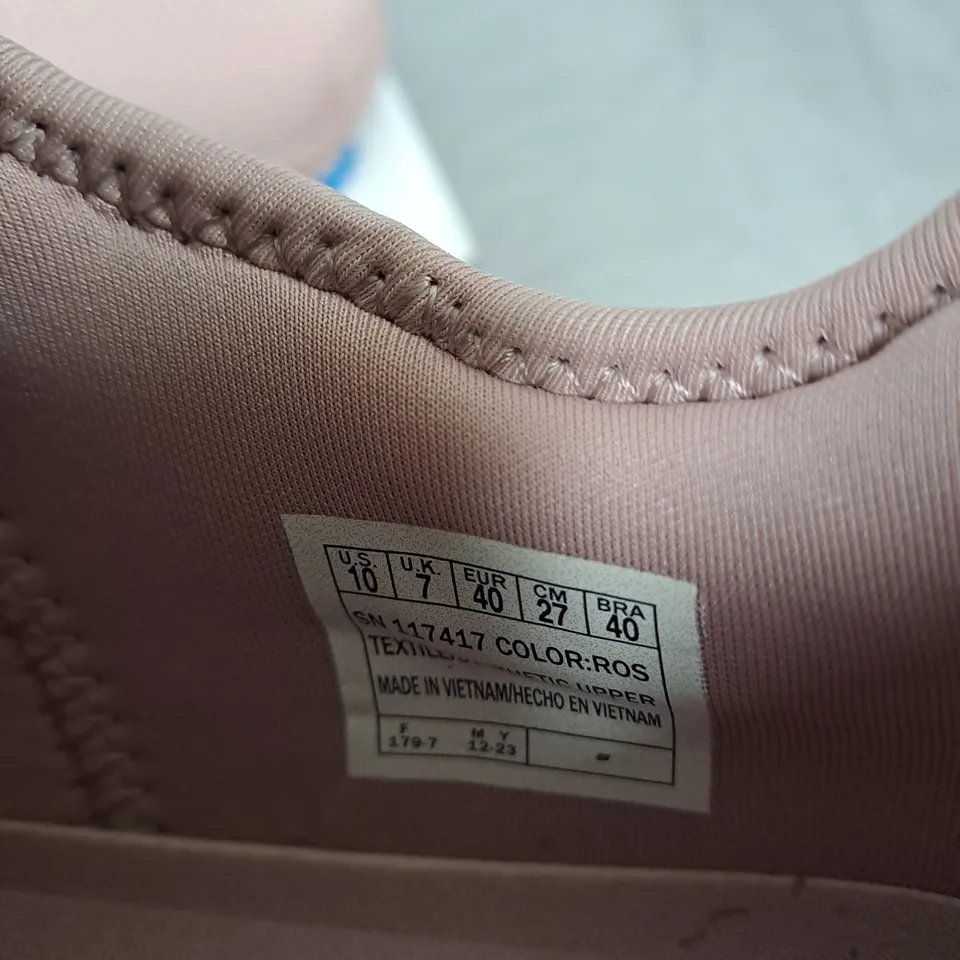 U.S. U.K. EUR CM BRA
10 7 40 27 40
SN 117417 COLOR:ROS
UPPER
MADE IN VIETNAM/HECHO EN VIETNAM
F M Y
179-7 12-23